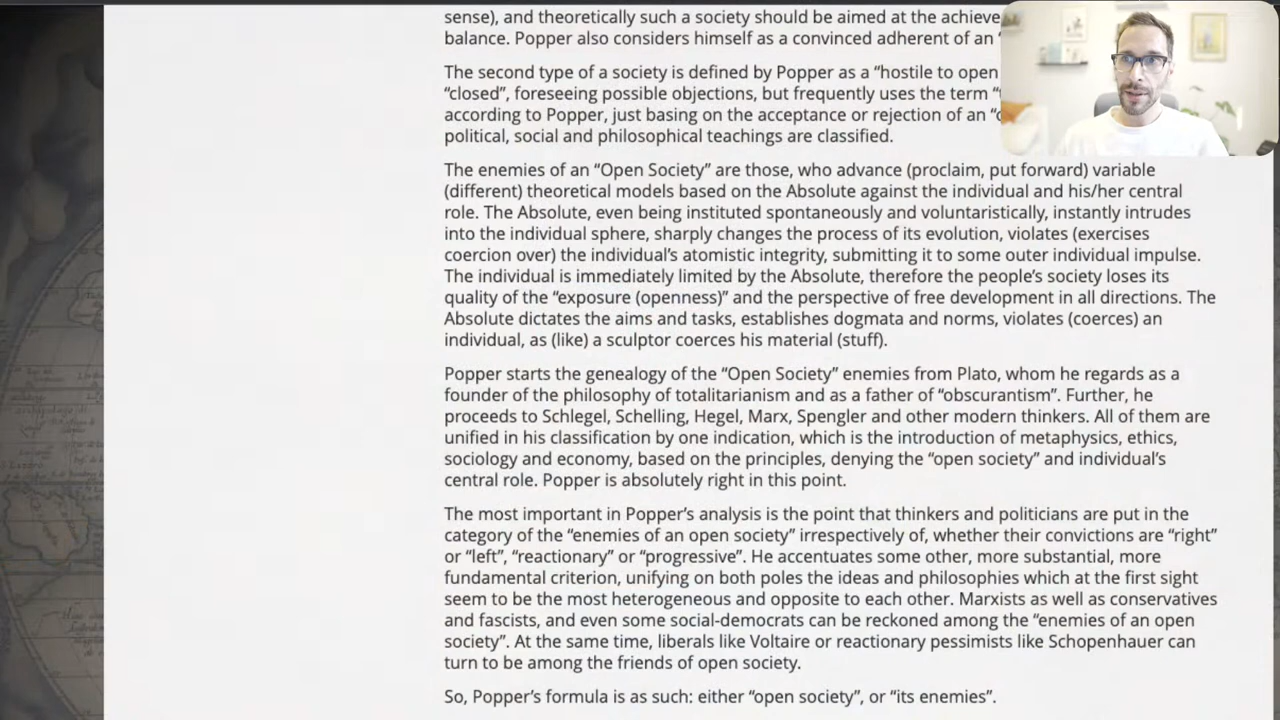 sense), and theoretically such a society should be aimed at the achieve
balance. Popper also considers himself as a convinced adherent of an “
The second type of a society is defined by Popper as a “hostile to open
“closed”, foreseeing possible objections, but frequently uses the term “
according to Popper, just basing on the acceptance or rejection of an “
political, social and philosophical teachings are classified.
The enemies of an “Open Society” are those, who advance (proclaim, put forward) variable
(different) theoretical models based on the Absolute against the individual and his/her central
role. The Absolute, even being instituted spontaneously and voluntaristically, instantly intrudes
into the individual sphere, sharply changes the process of its evolution, violates (exercises
coercion over) the individual’s atomistic integrity, submitting it to some outer individual impulse.
The individual is immediately limited by the Absolute, therefore the people’s society loses its
quality of the “exposure (openness)” and the perspective of free development in all directions. The
Absolute dictates the aims and tasks, establishes dogmata and norms, violates (coerces) an
individual, as (like) a sculptor coerces his material (stuff).
Popper starts the genealogy of the “Open Society” enemies from Plato, whom he regards as a
founder of the philosophy of totalitarianism and as a father of “obscurantism”. Further, he
proceeds to Schlegel, Schelling, Hegel, Marx, Spengler and other modern thinkers. All of them are
unified in his classification by one indication, which is the introduction of metaphysics, ethics,
sociology and economy, based on the principles, denying the “open society” and individual’s
central role. Popper is absolutely right in this point.
The most important in Popper’s analysis is the point that thinkers and politicians are put in the
category of the “enemies of an open society” irrespectively of, whether their convictions are “right”
or “left”, “reactionary” or “progressive”. He accentuates some other, more substantial, more
fundamental criterion, unifying on both poles the ideas and philosophies which at the first sight
seem to be the most heterogeneous and opposite to each other. Marxists as well as conservatives
and fascists, and even some social-democrats can be reckoned among the “enemies of an open
society”. At the same time, liberals like Voltaire or reactionary pessimists like Schopenhauer can
turn to be among the friends of open society.
So, Popper’s formula is as such: either “open society”, or “its enemies”.